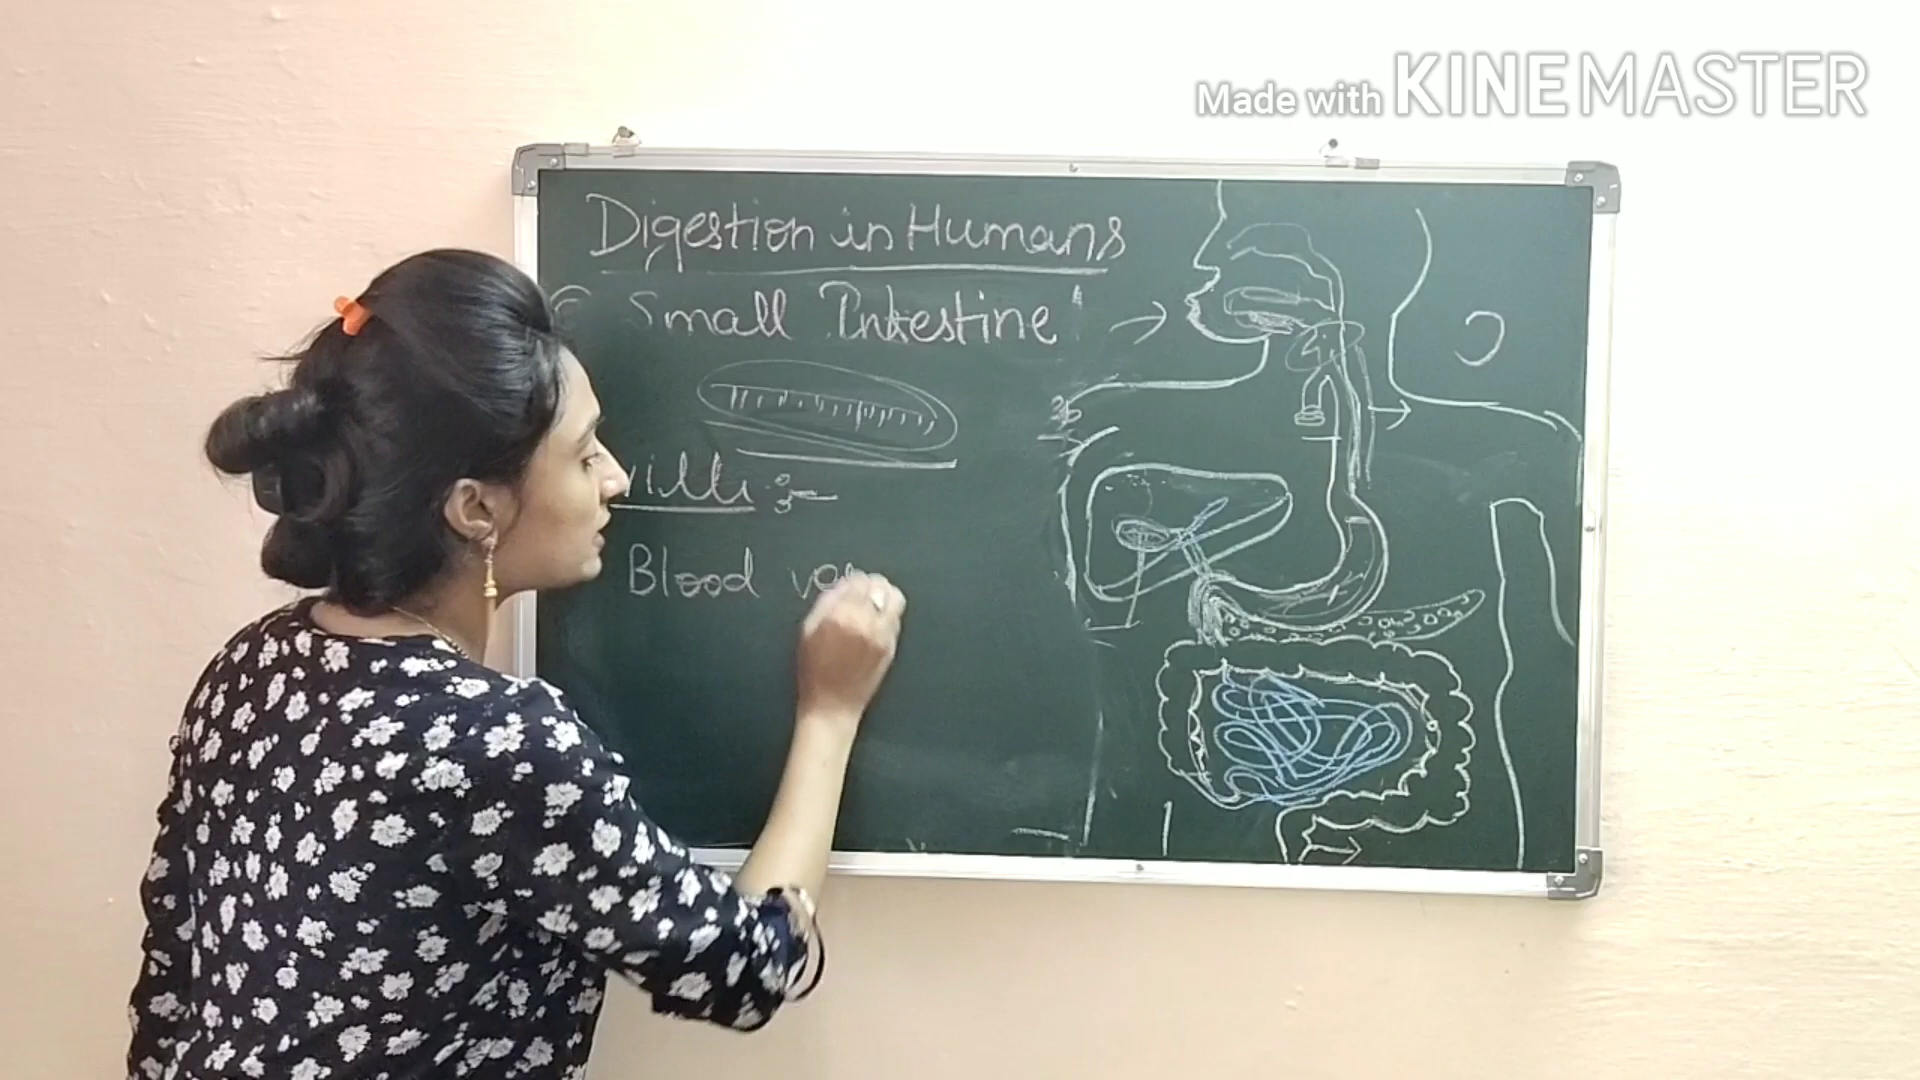 Made with KINEMASTER
Digestion in Humans
Small Intestine
villi :-
Blood